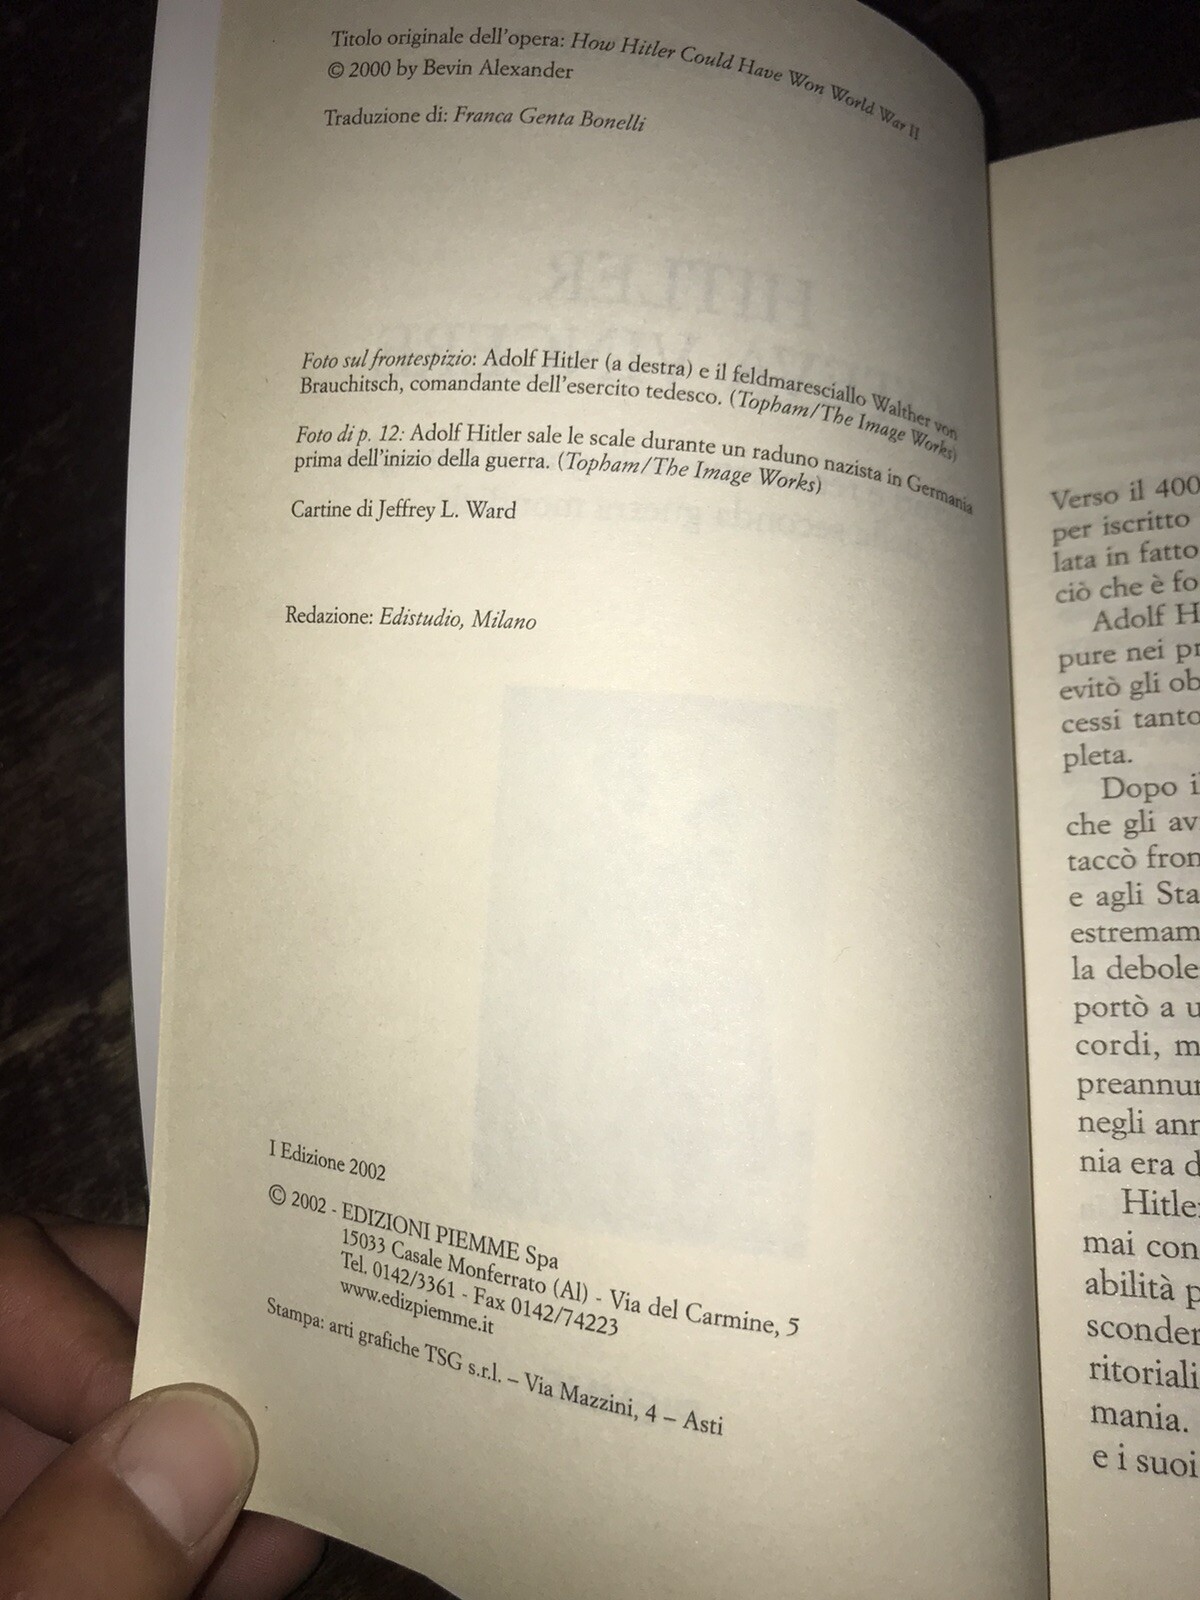 Titolo originale dell'opera: How Hitler Could Have Won World War II
© 2000 by Bevin Alexander
Traduzione di: Franca Genta Bonelli
HITLER
Foto sul frontespizio: Adolf Hitler (a destra) e il feldmaresciallo Walther von
Brauchitsch, comandante dell'esercito tedesco. (Topham/The Image Works)
Foto di p. 12: Adolf Hitler sale le scale durante un raduno nazista in Germania
prima dell'inizio della guerra. (Topham/The Image Works)
Cartine di Jeffrey L. Ward
Redazione: Edistudio, Milano
I Edizione 2002
© 2002 - EDIZIONI PIEMME Spa
15033 Casale Monferrato (Al) - Via del Carmine, 5
Tel. 0142/3361 - Fax 0142/74223
www.edizpiemme.it
Stampa: arti grafiche TSG s.r.l. – Via Mazzini, 4 – Asti
Verso il 400
per iscritto
lata in fatto
ciò che è fo
Adolf H
pure nei pr
evitò gli ob
cessi tanto
pleta.
Dopo i
che gli av
taccò fron
e agli Sta
estremam
la debole
portò a u
cordi, m
preannu
negli ann
nia era d
Hitle
mai con
abilità p
sconder
ritoriali
mania.
e i suoi